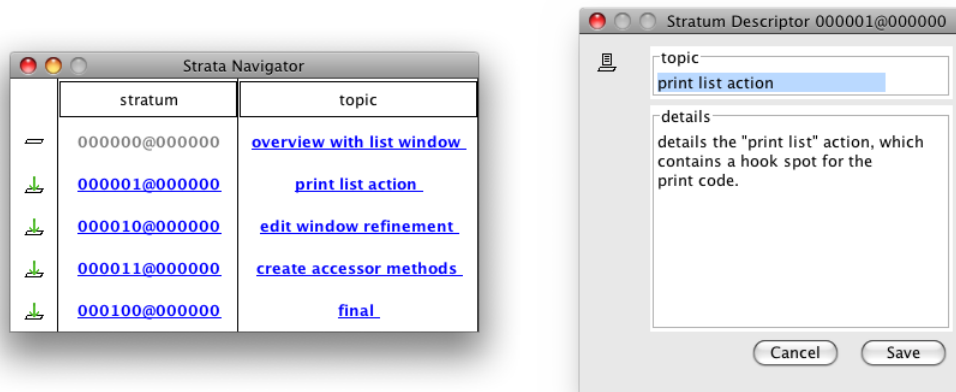 Strata Navigator
stratum topic
000000@000000 overview with list window
000001@000000 print list action
000010@000000 edit window refinement
000011@000000 create accessor methods
000100@000000 final
Stratum Descriptor 000001@000000
topic
print list action
details
details the "print list" action, which
contains a hook spot for the
print code.
Cancel Save